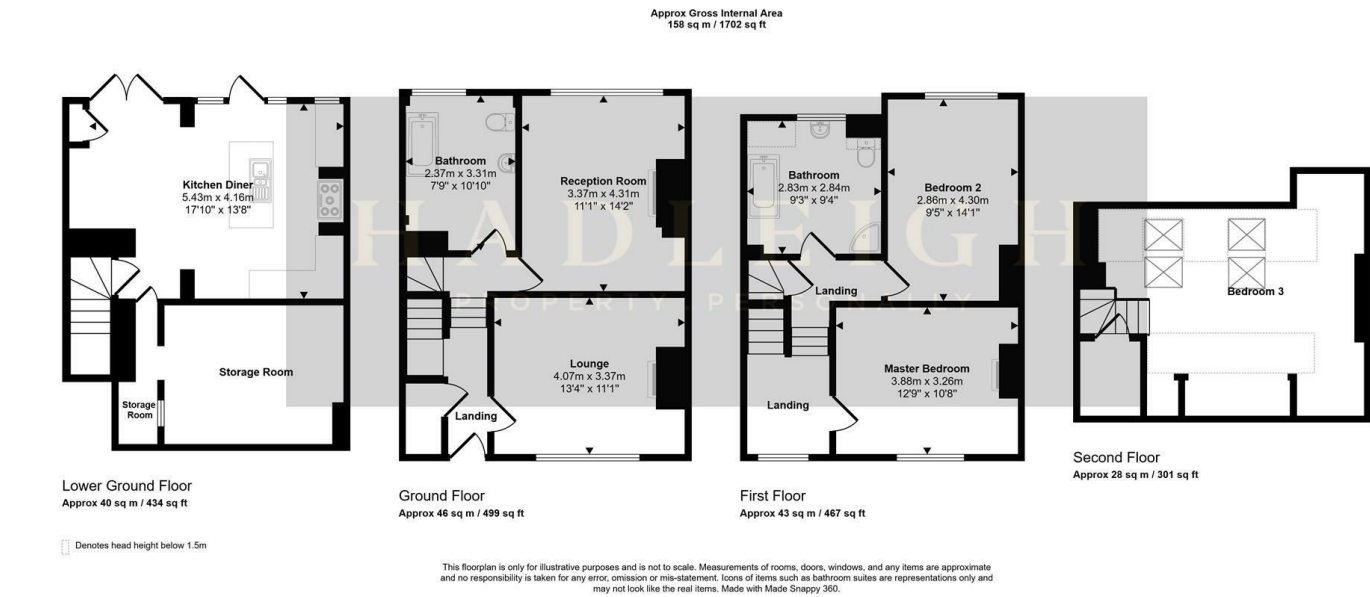 Approx Gross Internal Area
158 sq m / 1702 sq ft
Kitchen Diner
5.43m x 4.16m
17'10" x 13'8"
Storage Room
Storage
Room
Lower Ground Floor
Approx 40 sq m / 434 sq ft
Denotes head height below 1.5m
Bathroom
2.37m x 3.31m
7'9" x 10'10"
Reception Room
3.37m x 4.31m
11'1" x 14'2"
Lounge
4.07m x 3.37m
13'4" x 11'1"
Landing
Ground Floor
Approx 46 sq m / 499 sq ft
Bathroom
2.83m x 2.84m
9'3" x 9'4"
Bedroom 2
2.86m x 4.30m
9'5" x 14'1"
Landing
Master Bedroom
3.88m x 3.26m
12'9" x 10'8"
Landing
First Floor
Approx 43 sq m / 467 sq ft
Bedroom 3
Second Floor
Approx 28 sq m / 301 sq ft
HADLEIGH
PROPERTY. PERSONALLY
This floorplan is only for illustrative purposes and is not to scale. Measurements of rooms, doors, windows, and any items are approximate
and no responsibility is taken for any error, omission or mis-statement. Icons of items such as bathroom suites are representations only and
may not look like the real items. Made with Made Snappy 360.